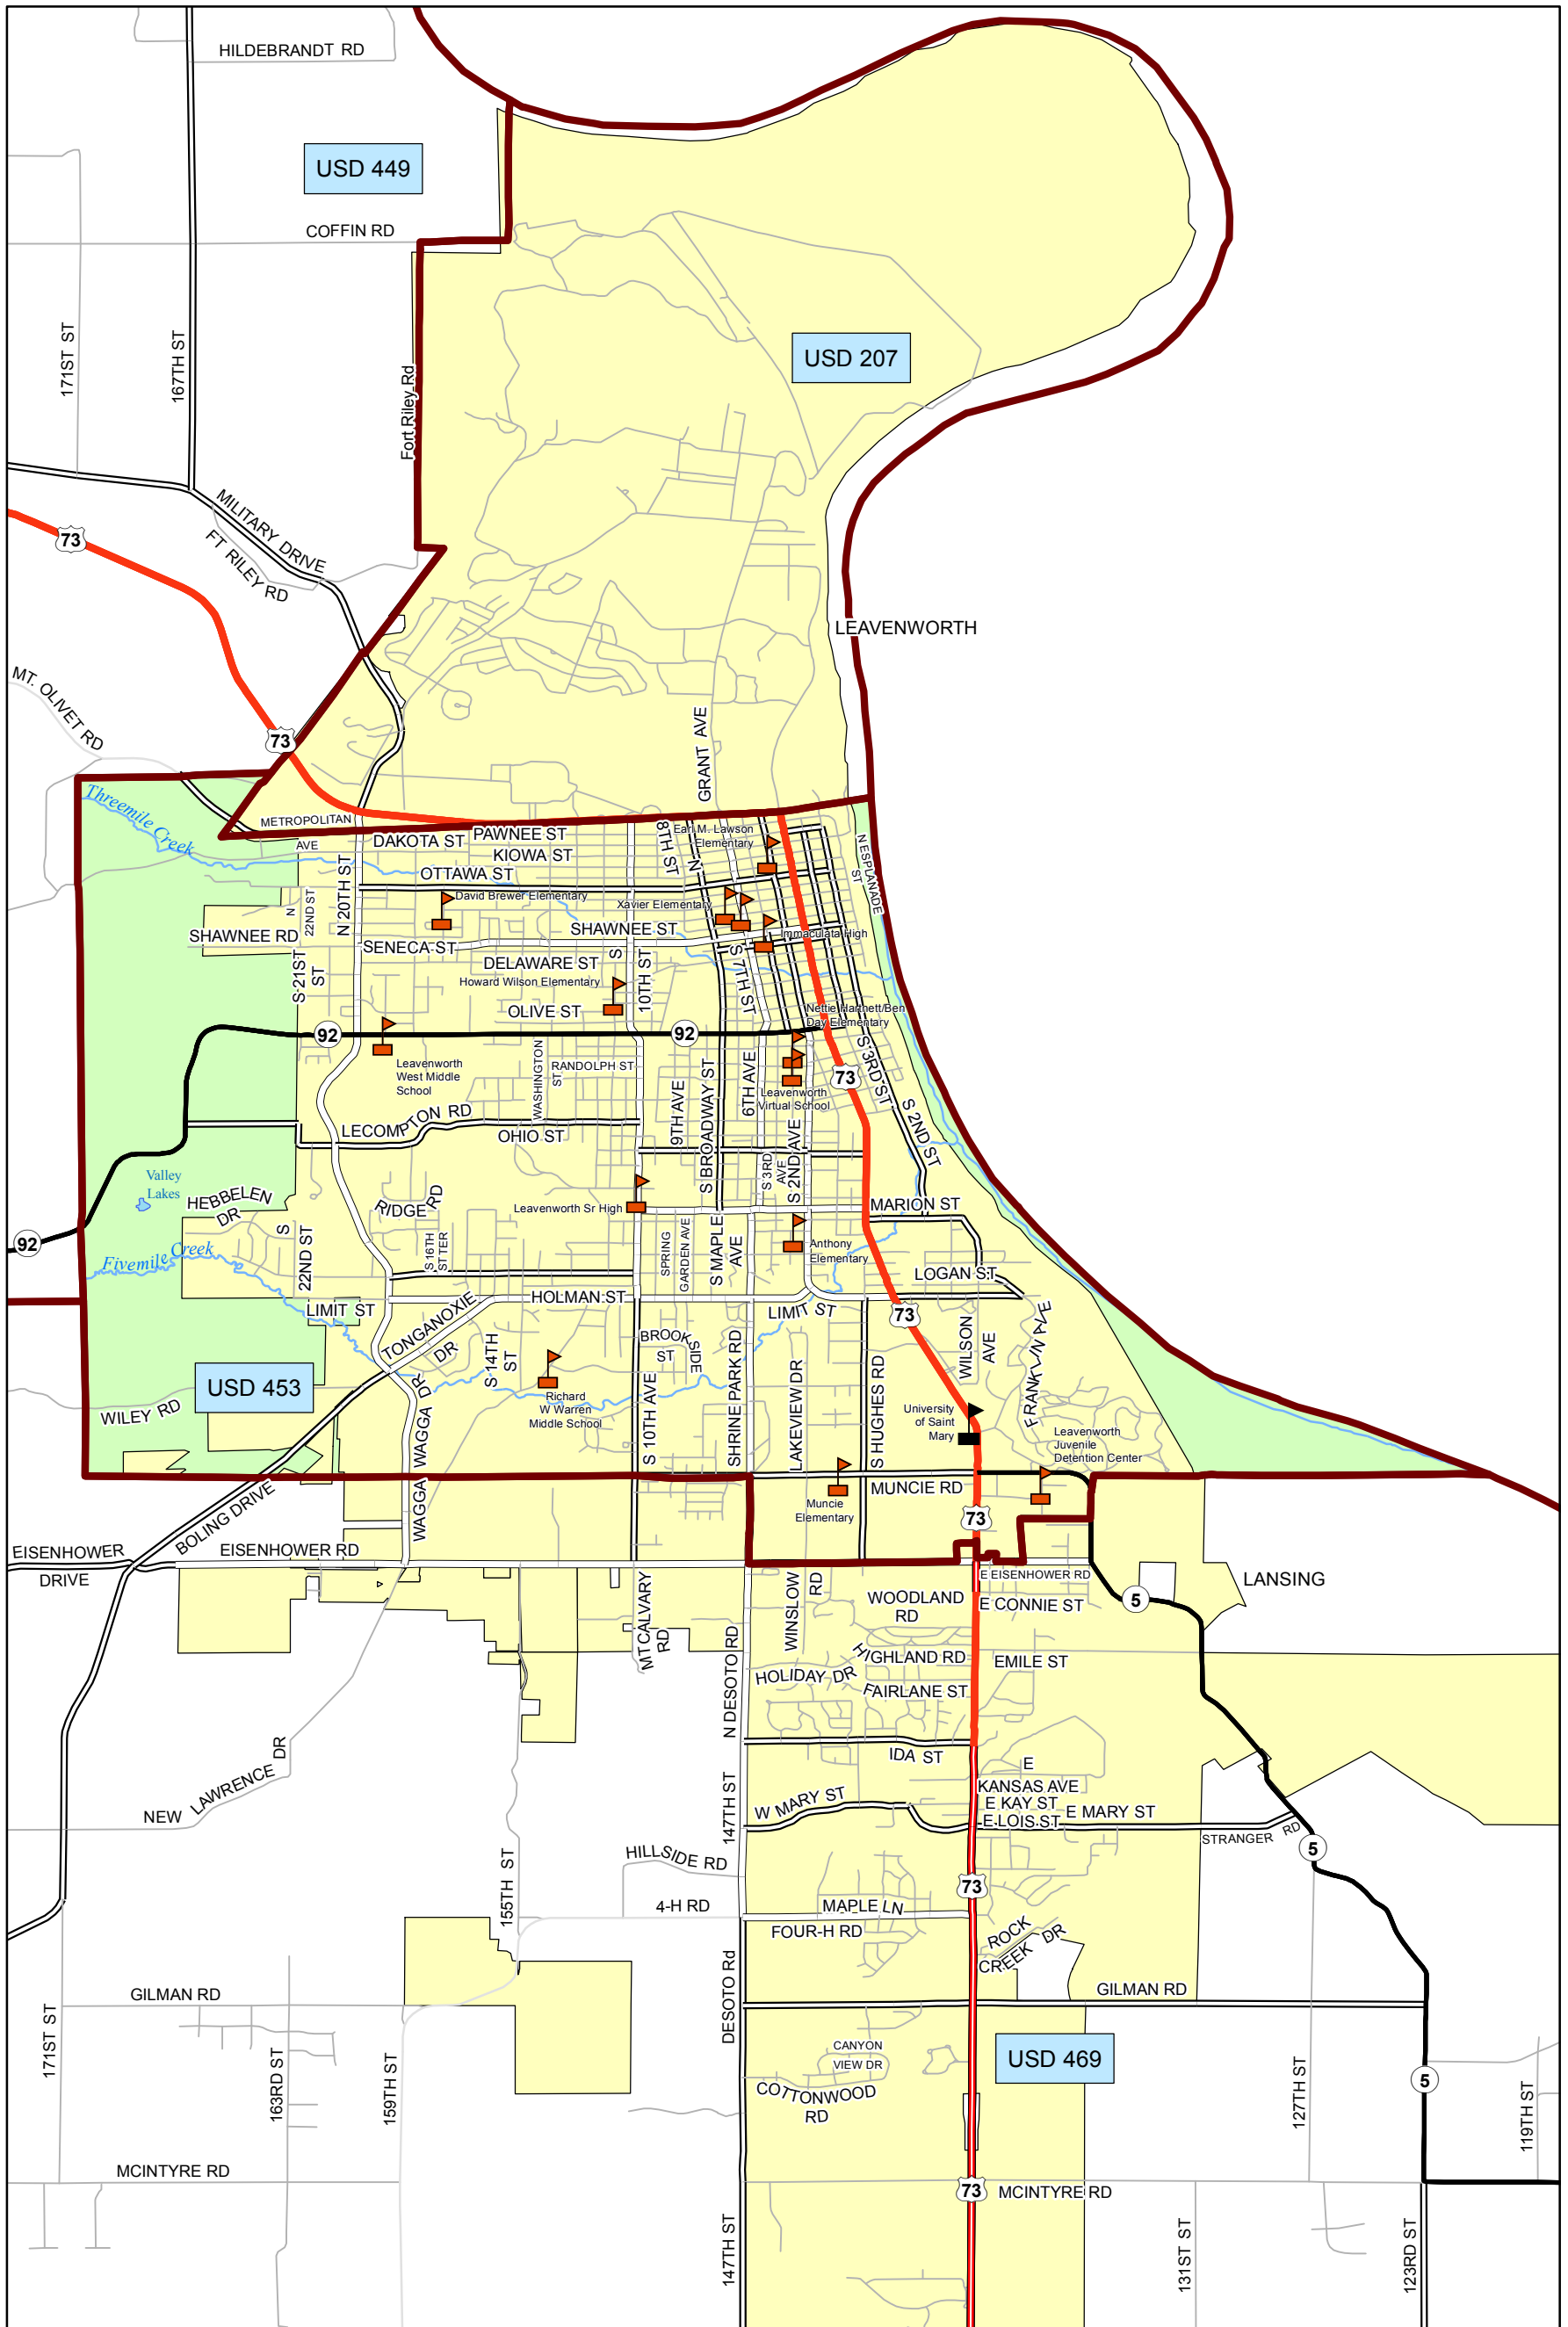 HILDEBRANDT RD
USD 449
COFFIN RD
171ST ST
167TH ST
Fort Riley Rd
USD 207
MILITARY DRIVE
FT RILEY RD
73
LEAVENWORTH
MT. OLIVET RD
73
GRANT AVE
Threemile Creek
METROPOLITAN
AVE
DAKOTA ST
PAWNEE ST
KIOWA ST
OTTAWA ST
8TH ST
N
Earl M. Lawson
Elementary
N ESPLANADE
ST
N 20TH ST
N
22ND ST
David Brewer Elementary
Xavier Elementary
SHAWNEE RD
SHAWNEE ST
Immaculata High
SENECA ST
DELAWARE ST
S 21ST
ST
Howard Wilson Elementary
S
10TH ST
S 7TH ST
OLIVE ST
Nettie Hartnett/Ben
Day Elementary
92
92
Leavenworth
West Middle
School
WASHINGTON
ST
RANDOLPH ST
S 3RD ST
73
Leavenworth
Virtual School
9TH AVE
6TH AVE
S BROADWAY ST
LECOMPTON RD
OHIO ST
S 2ND ST
S 3RD
AVE
S 2ND AVE
Valley
Lakes
HEBBELEN
DR
RIDGE RD
Leavenworth Sr High
MARION ST
92
Fivemile Creek
S
22ND ST
S 16TH
ST TER
SPRING
GARDEN AVE
S MAPLE
AVE
Anthony
Elementary
LOGAN ST
LIMIT ST
HOLMAN ST
LIMIT ST
73
TONGANOXIE
DR
S 14TH
ST
BROOKSIDE
ST
SHRINE PARK RD
LAKEVIEW DR
S HUGHES RD
WILSON
AVE
FRANKLIN AVE
USD 453
WILEY RD
WAGGA WAGGA DR
Richard
W Warren
Middle School
S 10TH AVE
University
of Saint
Mary
Leavenworth
Juvenile
Detention Center
MUNCIE RD
Muncie
Elementary
73
BOLING DRIVE
EISENHOWER
DRIVE
EISENHOWER RD
E EISENHOWER RD
LANSING
MT CALVARY
RD
WINSLOW
RD
WOODLAND
RD
E CONNIE ST
5
N DESOTO RD
HIGHLAND RD
EMILE ST
HOLIDAY DR
FAIRLANE ST
IDA ST
E
KANSAS AVE
E KAY ST
NEW LAWRENCE DR
147TH ST
W MARY ST
E LOIS ST
E MARY ST
STRANGER RD
5
HILLSIDE RD
155TH ST
73
4-H RD
MAPLE LN
FOUR-H RD
ROCK
CREEK DR
GILMAN RD
GILMAN RD
DESOTO Rd
171ST ST
163RD ST
159TH ST
CANYON
VIEW DR
USD 469
COTTONWOOD
RD
127TH ST
5
119TH ST
MCINTYRE RD
73
MCINTYRE RD
147TH ST
131ST ST
123RD ST